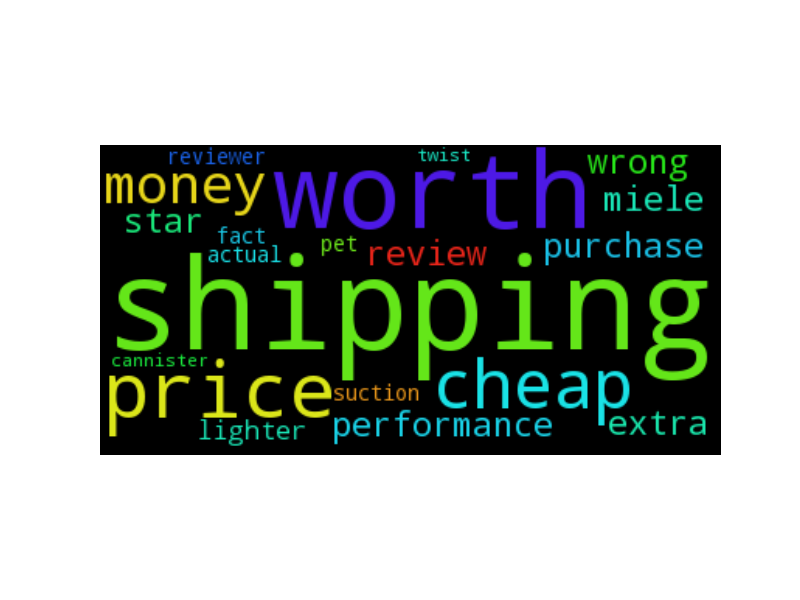 reviewer twist wrong
money worth miele
star fact pet review purchase
actual
shipping
cannister
price suction cheap
lighter performance extra